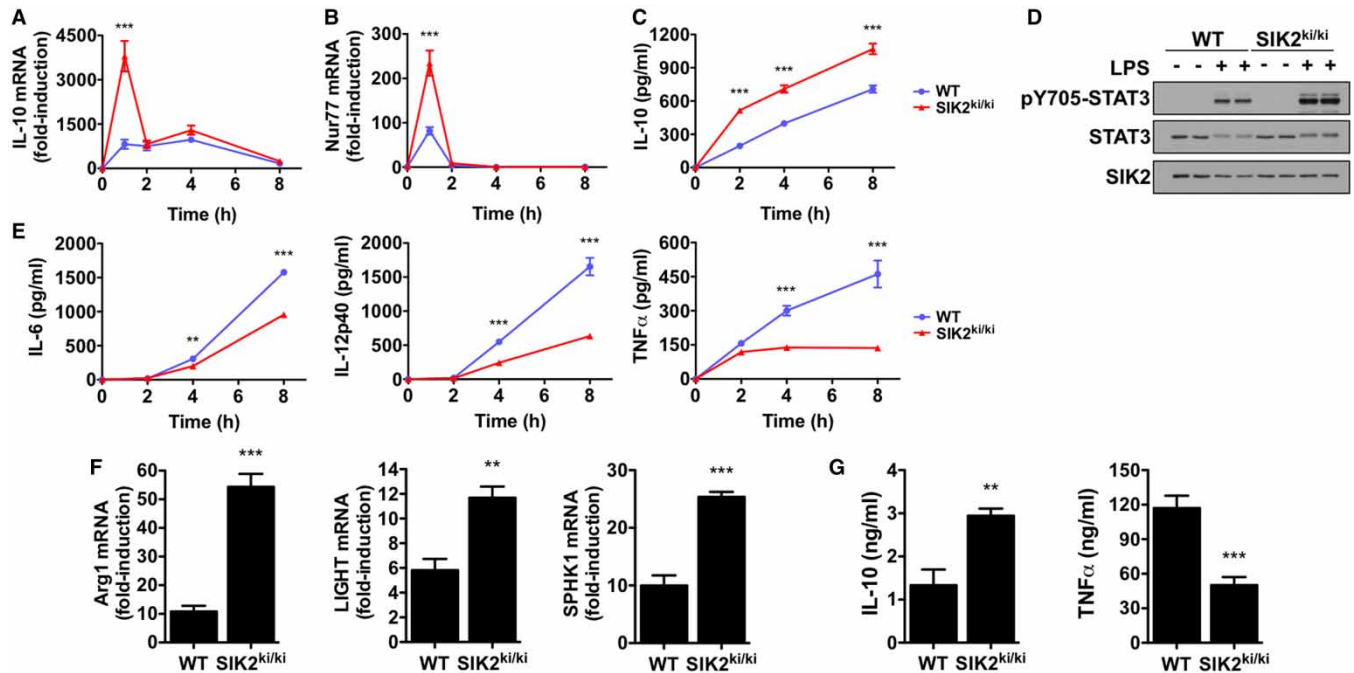 A
IL-10 mRNA
(fold-induction)
4500
3000
1500
0
***
0 2 4 6 8
Time (h)
B
Nur77 mRNA
(fold-induction)
300
200
100
0
***
0 2 4 6 8
Time (h)
C
IL-10 (pg/ml)
1200
900
600
300
0
***
***
***
0 2 4 6 8
Time (h)
WT
SIK2ki/ki
D
WT SIK2ki/ki
LPS - - + + - - + +
pY705-STAT3
STAT3
SIK2
E
IL-6 (pg/ml)
2000
1500
1000
500
0
**
***
0 2 4 6 8
Time (h)
IL-12p40 (pg/ml)
2000
1500
1000
500
0
***
***
0 2 4 6 8
Time (h)
TNFα (pg/ml)
600
450
300
150
0
***
***
0 2 4 6 8
Time (h)
WT
SIK2ki/ki
F
Arg1 mRNA
(fold-induction)
60
50
40
30
20
10
0
***
WT SIK2ki/ki
LIGHT mRNA
(fold-induction)
14
12
10
8
6
4
2
0
**
WT SIK2ki/ki
SPHK1 mRNA
(fold-induction)
30
20
10
0
***
WT SIK2ki/ki
G
IL-10 (ng/ml)
4
3
2
1
0
**
WT SIK2ki/ki
TNFα (ng/ml)
150
120
90
60
30
0
***
WT SIK2ki/ki